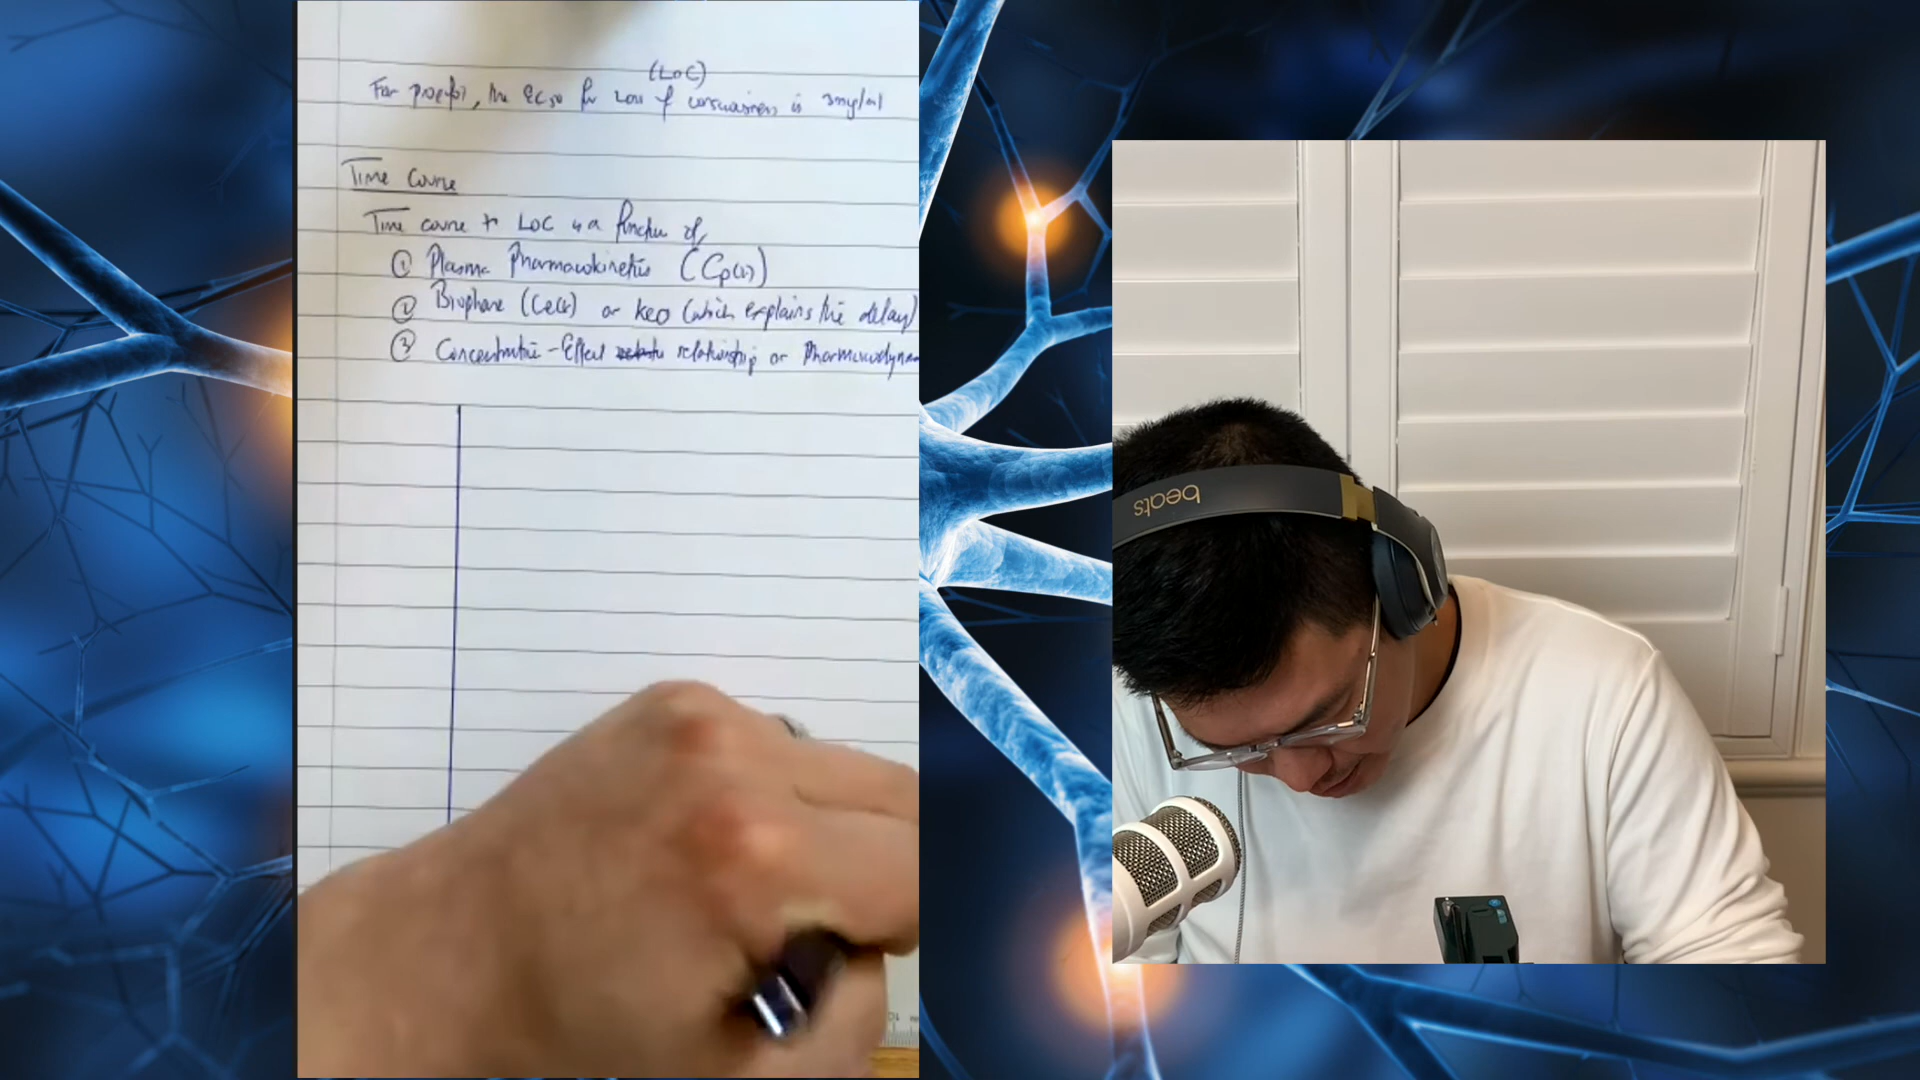 (LOC)
For propofol, the EC50 for Loss of consciousness is 3mg/ml
Time Course
Time course to LOC is a function of,
① Plasma Pharmacokinetics (Cp(t))
② Biophase (Ce(t)) or keo (which explains the delay)
③ Concentration-Effect relationship or Pharmacodynam
beats